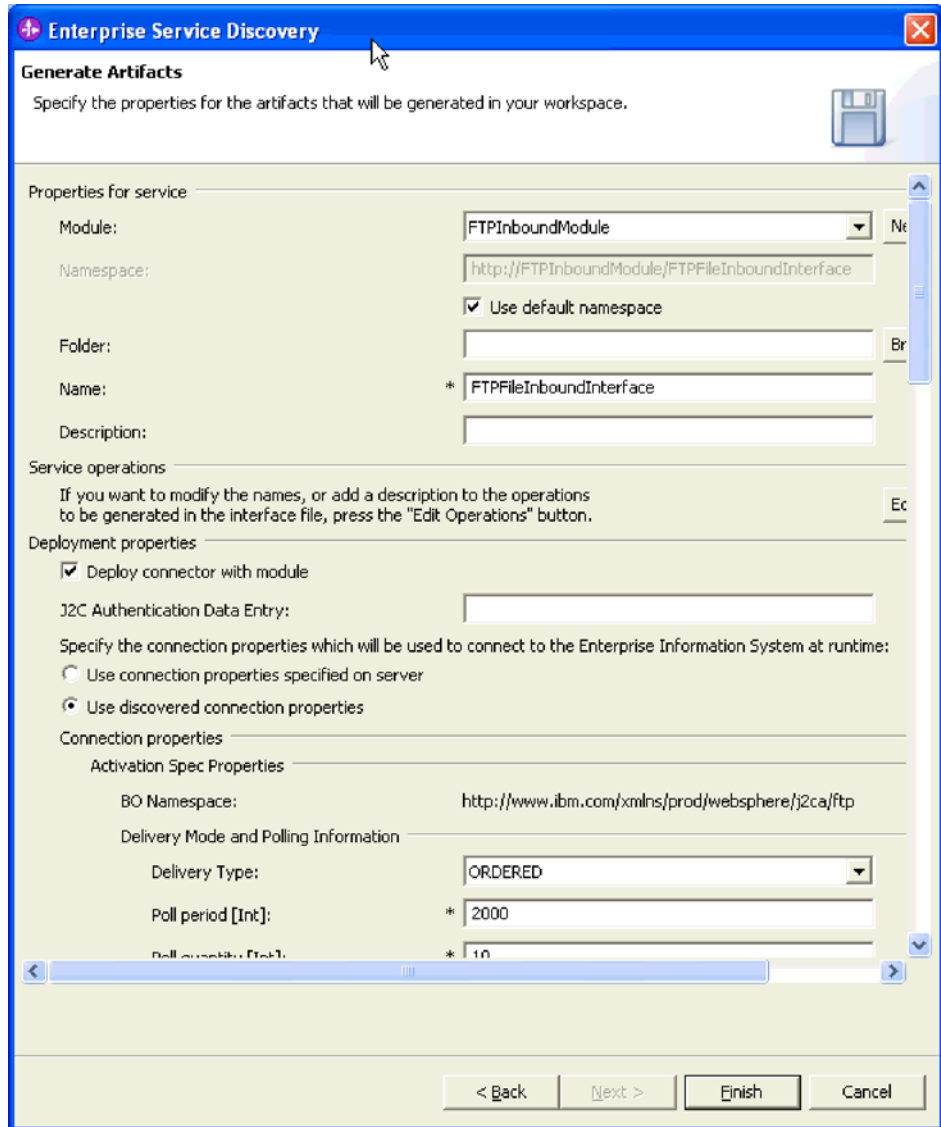 Enterprise Service Discovery
Generate Artifacts
Specify the properties for the artifacts that will be generated in your workspace.
Properties for service
Module: FTPInboundModule Ne
Namespace: http://FTPInboundModule/FTPFileInboundInterface
Use default namespace
Folder: Br
Name: * FTPFileInboundInterface
Description:
Service operations
If you want to modify the names, or add a description to the operations
to be generated in the interface file, press the "Edit Operations" button. Ec
Deployment properties
Deploy connector with module
J2C Authentication Data Entry:
Specify the connection properties which will be used to connect to the Enterprise Information System at runtime:
Use connection properties specified on server
Use discovered connection properties
Connection properties
Activation Spec Properties
BO Namespace: http://www.ibm.com/xmlns/prod/websphere/j2ca/ftp
Delivery Mode and Polling Information
Delivery Type: ORDERED
Poll period [Int]: * 2000
Poll quantity [Int]: * 10
< Back Next > Finish Cancel